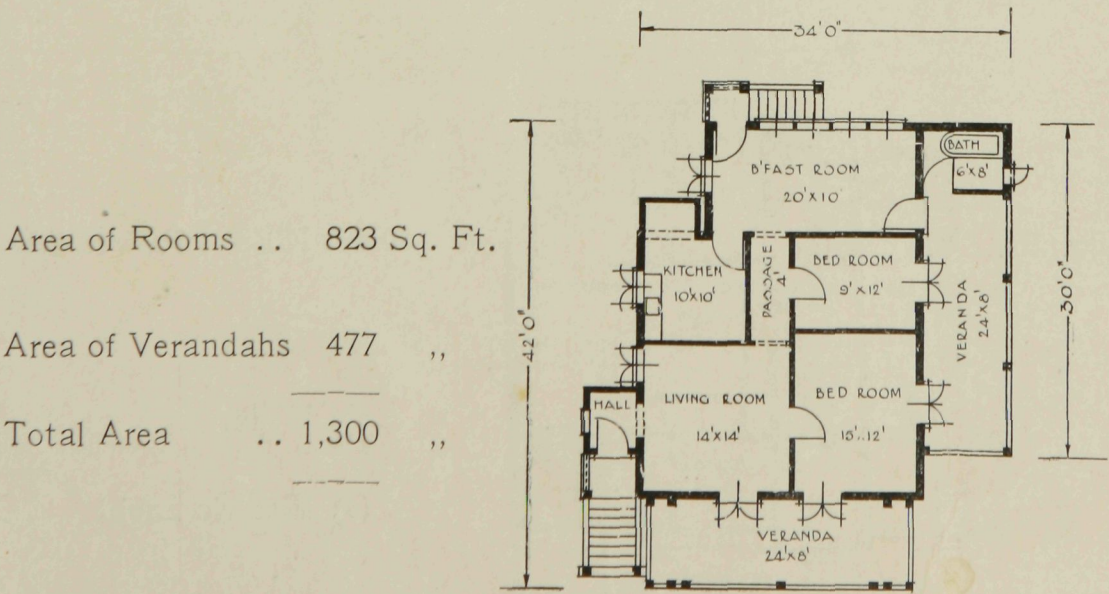 34'0"
Area of Rooms .. 823 Sq. Ft.
Area of Verandahs 477 ,,
Total Area .. 1,300 ,,
42'0"
30'0"
B'FAST ROOM
20'X10'
BATH
6'X8'
KITCHEN
10'X10'
PASSAGE
4'
BED ROOM
9'X12'
VERANDA
24'X8'
HALL
LIVING ROOM
14'X14'
BED ROOM
15'..12'
VERANDA
24'X8'